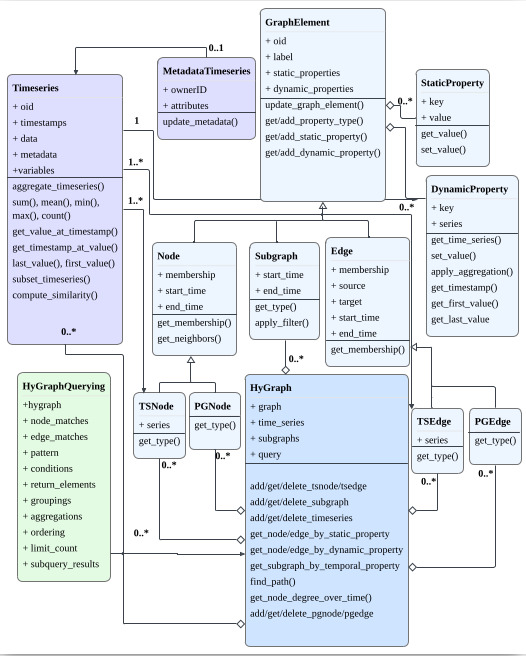 GraphElement
+ oid
+ label
+ static_properties
+ dynamic_properties
update_graph_element()
get/add_property_type()
get/add_static_property()
get/add_dynamic_property()
0..1
MetadataTimeseries
+ ownerID
+ attributes
update_metadata()
Timeseries
+ oid
+ timestamps
+ data
+ metadata
+variables
aggregate_timeseries()
sum(), mean(), min(),
max(), count()
get_value_at_timestamp()
get_timestamp_at_value()
last_value(), first_value()
subset_timeseries()
compute_similarity()
0..*
1
1..*
1..*
StaticProperty
+ key
+ value
get_value()
set_value()
0..*
DynamicProperty
+ key
+ series
get_time_series()
set_value()
apply_aggregation()
get_timestamp()
get_first_value()
get_last_value
0..*
Node
+ membership
+ start_time
+ end_time
get_membership()
get_neighbors()
Subgraph
+ start_time
+ end_time
get_type()
apply_filter()
0..*
Edge
+ membership
+ source
+ target
+ start_time
+ end_time
get_membership()
HyGraphQuerying
+hygraph
+ node_matches
+ edge_matches
+ pattern
+ conditions
+ return_elements
+ groupings
+ aggregations
+ ordering
+ limit_count
+ subquery_results
TSNode
+ series
get_type()
0..*
PGNode
get_type()
0..*
HyGraph
+ graph
+ time_series
+ subgraphs
+ query
add/get/delete_tsnode/tsedge
add/get/delete_subgraph
add/get/delete_timeseries
get_node/edge_by_static_property
get_node/edge_by_dynamic_property
get_subgraph_by_temporal_property
find_path()
get_node_degree_over_time()
add/get/delete_pgnode/pgedge
0..*
TSEdge
+ series
get_type()
0..*
PGEdge
get_type()
0..*